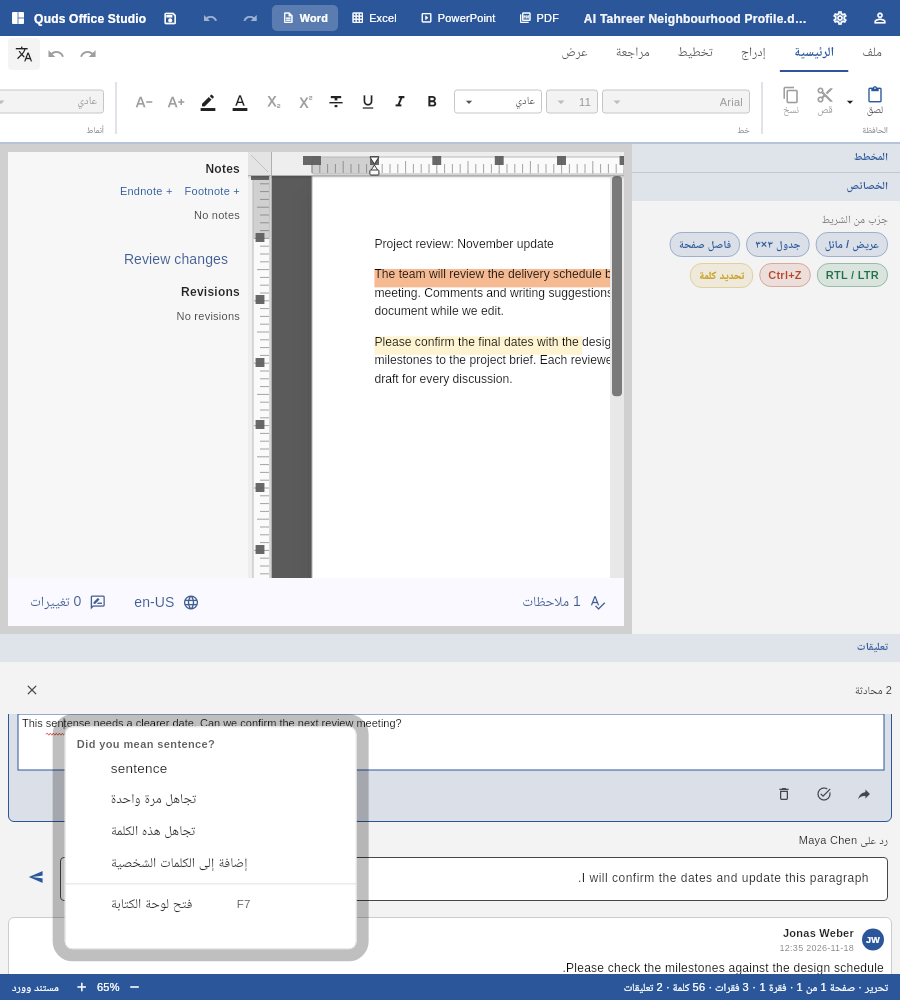 Quds Office Studio
Word
Excel
PowerPoint
PDF
Al Tahreer Neighbourhood Profile.d…
ملف
الرئيسية
إدراج
تخطيط
مراجعة
عرض
لصق
قص
نسخ
الحافظة
Arial
11
عادي
B
I
U
A
X
X
A+
A−
خط
عادي
أنماط
المخطط
الخصائص
جرّب من الشريط
عريض / مائل
جدول ٣×٣
فاصل صفحة
RTL / LTR
Ctrl+Z
تحديد كلمة
Notes
Footnote +
Endnote +
No notes
Review changes
Revisions
No revisions
Project review: November update
The team will review the delivery schedule b
meeting. Comments and writing suggestions
document while we edit.
Please confirm the final dates with the desig
milestones to the project brief. Each reviewe
draft for every discussion.
1 ملاحظات
en-US
0 تغييرات
تعليقات
2 محادثة
This sentense needs a clearer date. Can we confirm the next review meeting?
Did you mean sentence?
sentence
تجاهل مرة واحدة
تجاهل هذه الكلمة
إضافة إلى الكلمات الشخصية
فتح لوحة الكتابة
F7
رد على Maya Chen
I will confirm the dates and update this paragraph.
JW
Jonas Weber
12:35 2026-11-18
Please check the milestones against the design schedule.
تحرير · صفحة 1 من 1 · فقرة 1 · 3 فقرات · 56 كلمة · 2 تعليقات
65%
مستند وورد